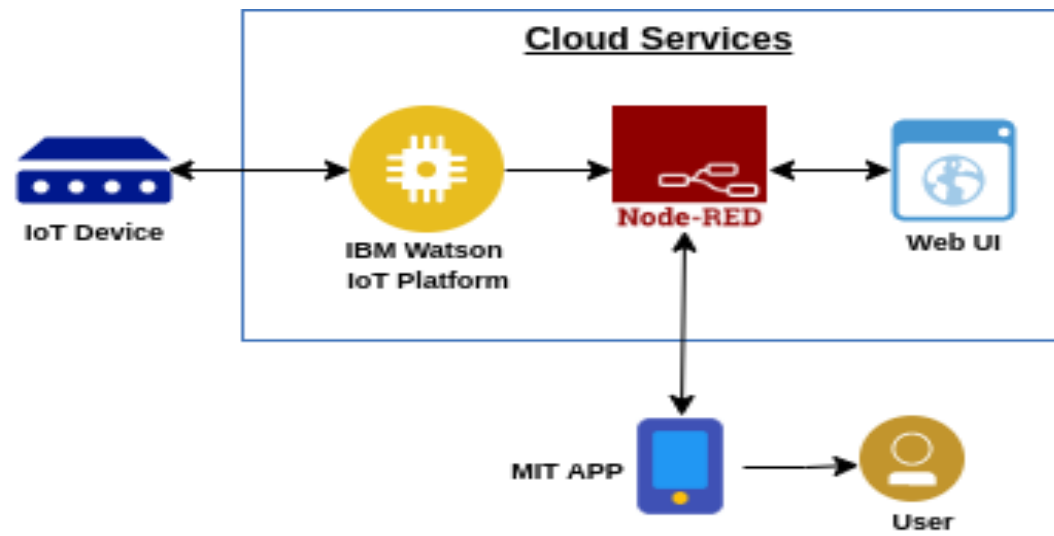 Cloud Services
IoT Device
IBM Watson
IoT Platform
Node-RED
Web UI
MIT APP
User